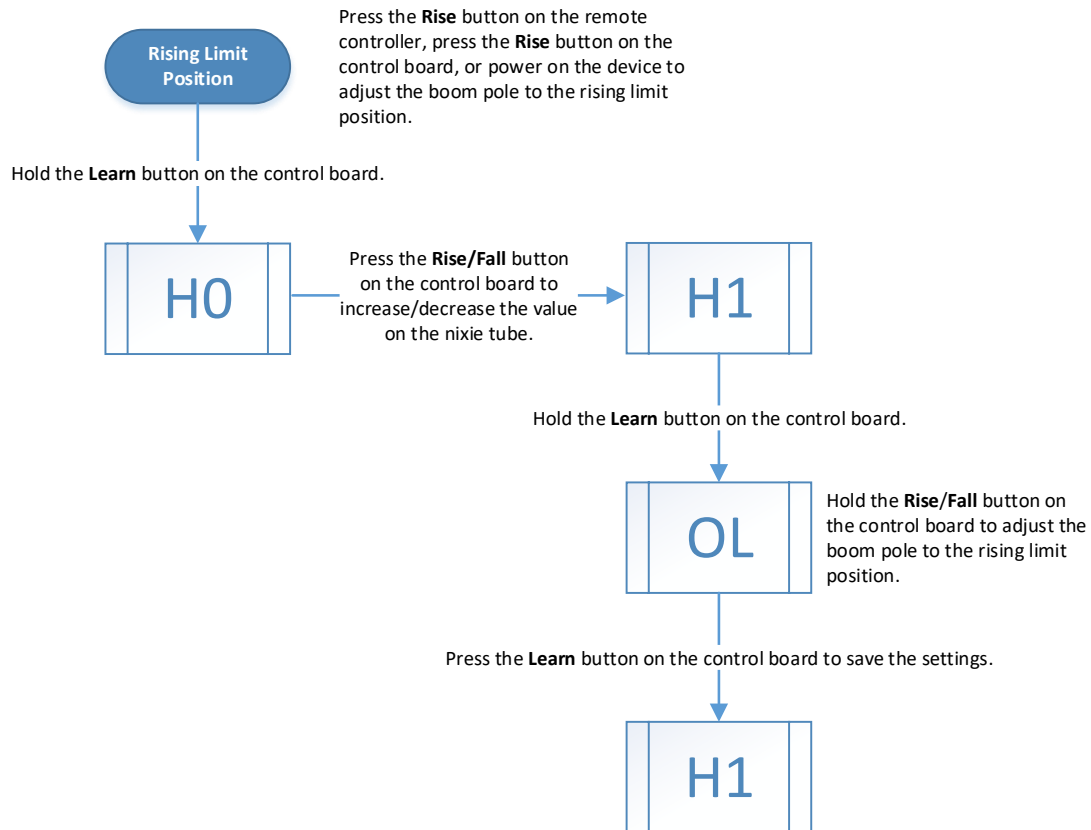 Rising Limit
Position
Press the Rise button on the remote
controller, press the Rise button on the
control board, or power on the device to
adjust the boom pole to the rising limit
position.
Hold the Learn button on the control board.
H0
Press the Rise/Fall button
on the control board to
increase/decrease the value
on the nixie tube.
H1
Hold the Learn button on the control board.
OL
Hold the Rise/Fall button on
the control board to adjust the
boom pole to the rising limit
position.
Press the Learn button on the control board to save the settings.
H1